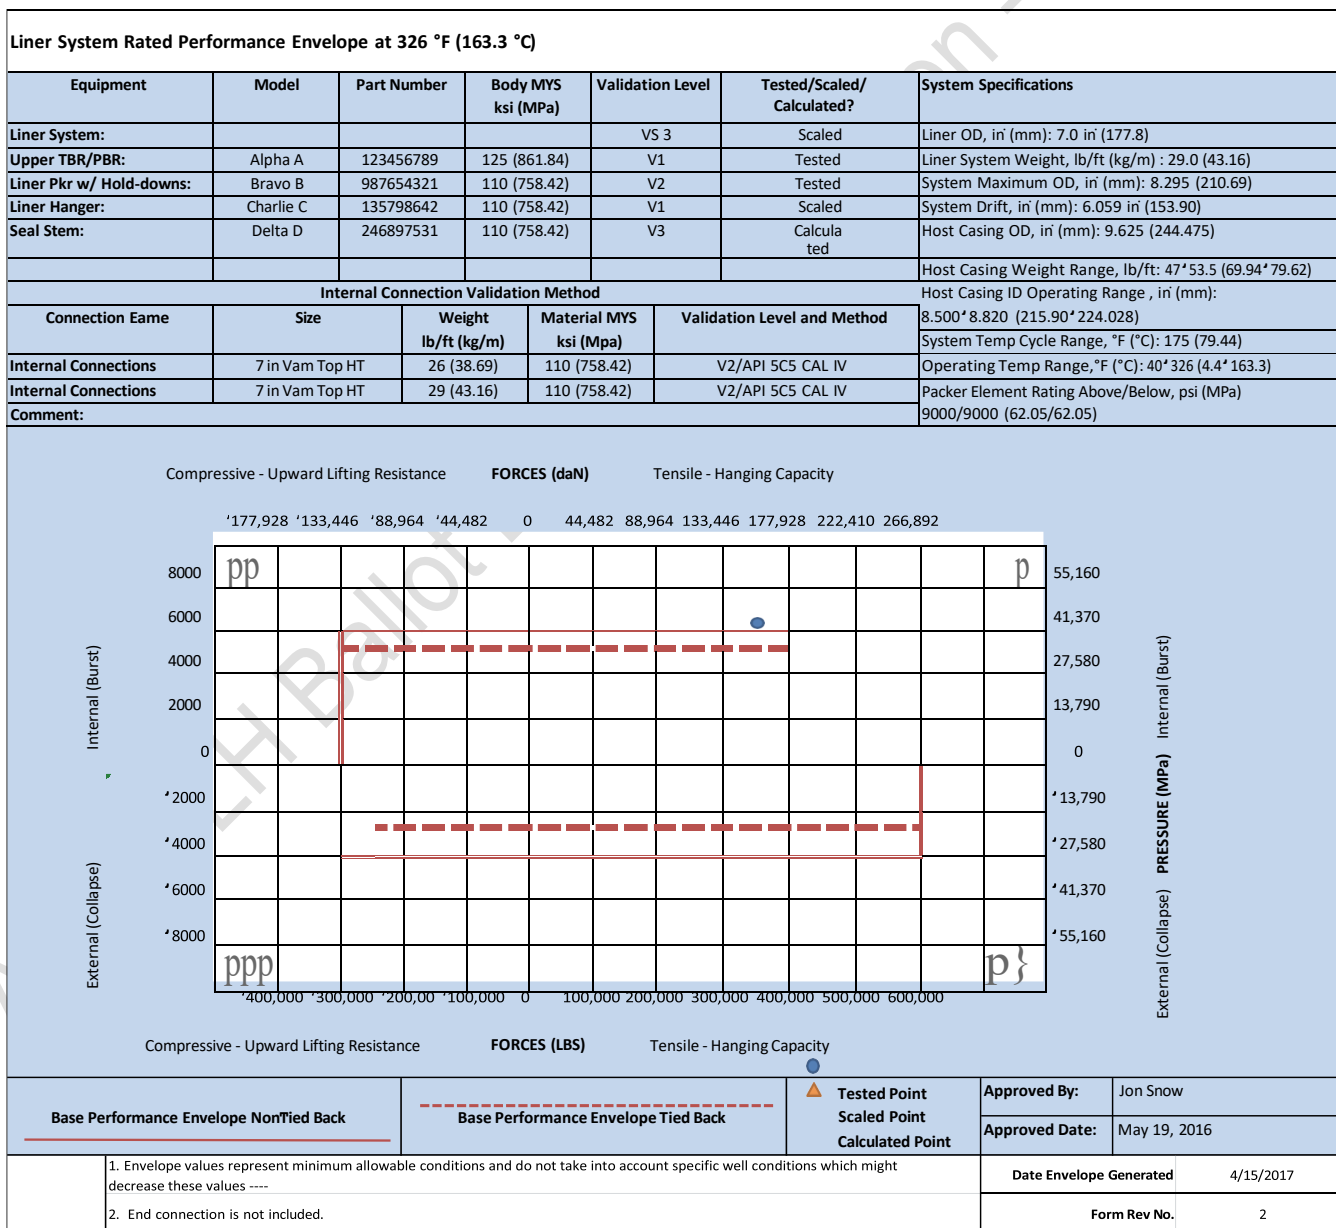 Liner System Rated Performance Envelope at 326 °F (163.3 °C)
Equipment Model Part Number Body MYS ksi (MPa) Validation Level Tested/Scaled/ Calculated? System Specifications
Liner System: VS 3 Scaled Liner OD, in (mm): 7.0 in (177.8)
Upper TBR/PBR: Alpha A 123456789 125 (861.84) V1 Tested Liner System Weight, lb/ft (kg/m) : 29.0 (43.16)
Liner Pkr w/ Hold-downs: Bravo B 987654321 110 (758.42) V2 Tested System Maximum OD, in (mm): 8.295 (210.69)
Liner Hanger: Charlie C 135798642 110 (758.42) V1 Scaled System Drift, in (mm): 6.059 in (153.90)
Seal Stem: Delta D 246897531 110 (758.42) V3 Calcula ted Host Casing OD, in (mm): 9.625 (244.475)
Host Casing Weight Range, lb/ft: 47╺53.5 (69.94╺79.62)
Internal Connection Validation Method Host Casing ID Operating Range , in (mm):
Connection Eame Size Weight lb/ft (kg/m) Material MYS ksi (Mpa) Validation Level and Method 8.500╺8.820 (215.90╺224.028)
System Temp Cycle Range, °F (°C): 175 (79.44)
Internal Connections 7 in Vam Top HT 26 (38.69) 110 (758.42) V2/API 5C5 CAL IV Operating Temp Range,°F (°C): 40╺326 (4.4╺163.3)
Internal Connections 7 in Vam Top HT 29 (43.16) 110 (758.42) V2/API 5C5 CAL IV Packer Element Rating Above/Below, psi (MPa)
Comment: 9000/9000 (62.05/62.05)
Compressive - Upward Lifting Resistance FORCES (daN) Tensile - Hanging Capacity
‘177,928 ‘133,446 ‘88,964 ‘44,482 0 44,482 88,964 133,446 177,928 222,410 266,892
pp p
8000 55,160
6000 41,370
4000 27,580
2000 13,790
0 0
╺2000 ╺13,790
╺4000 ╺27,580
╺6000 ╺41,370
╺8000 ╺55,160
Internal (Burst)
External (Collapse)
Internal (Burst)
PRESSURE (MPa)
External (Collapse)
ppp p}
‘400,000 ‘300,000 ‘200,000 ‘100,000 0 100,000 200,000 300,000 400,000 500,000 600,000
Compressive - Upward Lifting Resistance FORCES (LBS) Tensile - Hanging Capacity
Base Performance Envelope NonTied Back
Base Performance Envelope Tied Back
Tested Point
Scaled Point
Calculated Point
Approved By: Jon Snow
Approved Date: May 19, 2016
1. Envelope values represent minimum allowable conditions and do not take into account specific well conditions which might
decrease these values ----
Date Envelope Generated 4/15/2017
2. End connection is not included.
Form Rev No. 2
LH Ballot